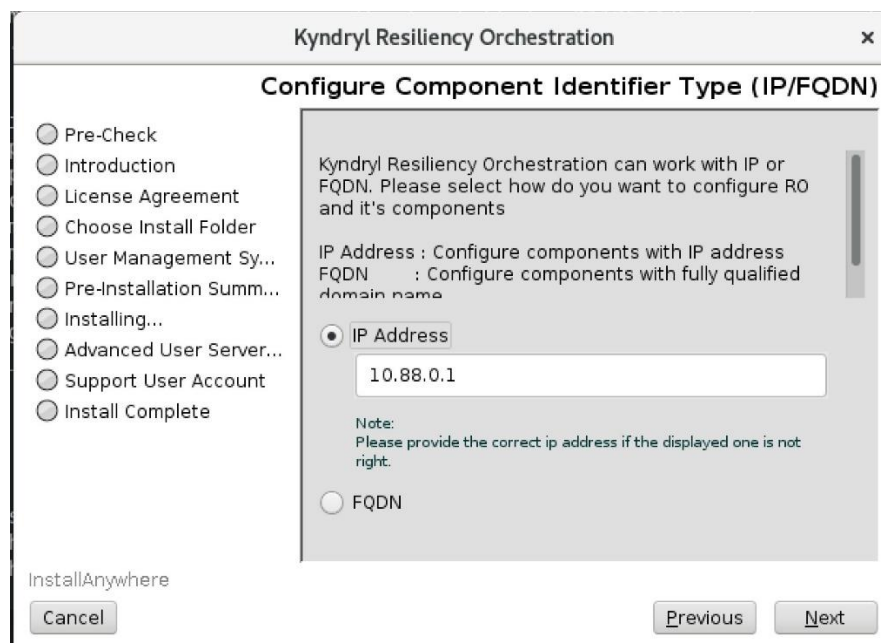 Kyndryl Resiliency Orchestration
×
Configure Component Identifier Type (IP/FQDN)
Pre-Check
Introduction
License Agreement
Choose Install Folder
User Management Sy...
Pre-Installation Summ...
Installing...
Advanced User Server...
Support User Account
Install Complete
Kyndryl Resiliency Orchestration can work with IP or
FQDN. Please select how do you want to configure RO
and it's components
IP Address : Configure components with IP address
FQDN : Configure components with fully qualified
domain name
IP Address
10.88.0.1
Note:
Please provide the correct ip address if the displayed one is not
right.
FQDN
InstallAnywhere
Cancel
Previous
Next